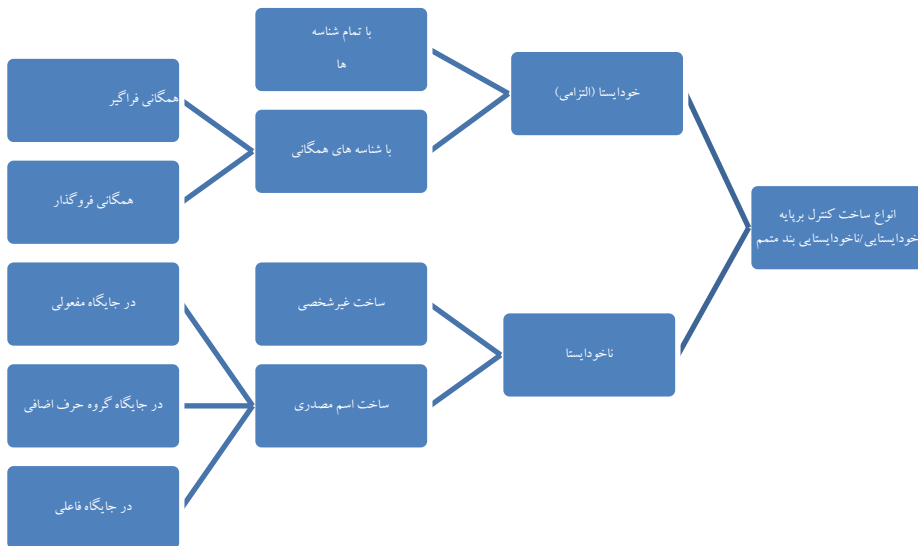 انواع ساخت کنترل برپایه
خودایستایی/ناخودایستایی بند متمم
خودایستا (التزامی)
با تمام شناسه
ها
با شناسه های همگانی
همگانی فراگیر
همگانی فروگذار
ناخودایستا
ساخت غیرشخصی
ساخت اسم مصدری
در جایگاه مفعولی
در جایگاه گروه حرف اضافی
در جایگاه فاعلی